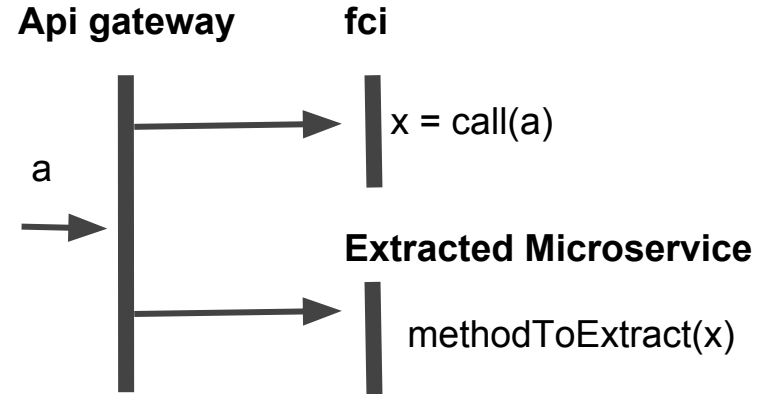 Api gateway
fci
x = call(a)
a
Extracted Microservice
methodToExtract(x)